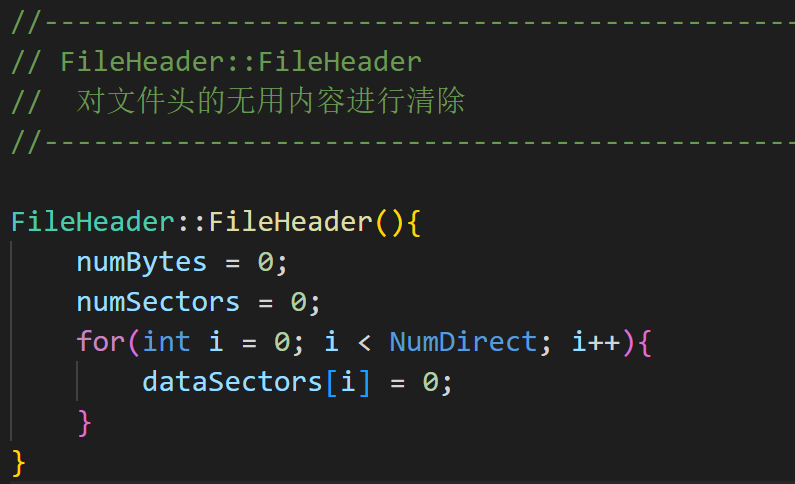 //----------------------------------------------
// FileHeader::FileHeader
//  对文件头的无用内容进行清除
//----------------------------------------------
FileHeader::FileHeader(){
    numBytes = 0;
    numSectors = 0;
    for(int i = 0; i < NumDirect; i++){
        dataSectors[i] = 0;
    }
}